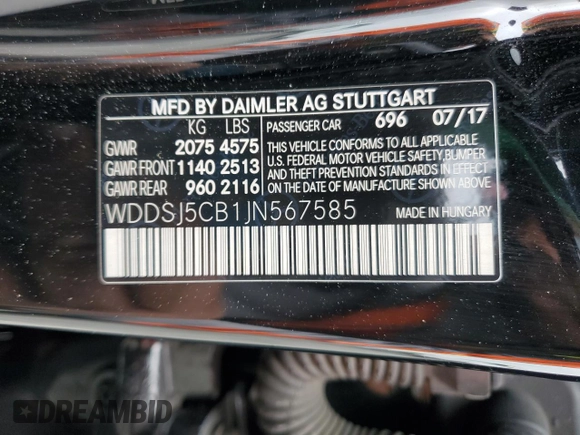 MFD BY DAIMLER AG STUTTGART
KG LBS PASSENGER CAR 696 07/17
GVWR 2075 4575
GAWR FRONT 1140 2513
GAWR REAR 960 2116
THIS VEHICLE CONFORMS TO ALL APPLICABLE
U.S. FEDERAL MOTOR VEHICLE SAFETY,BUMPER
AND THEFT PREVENTION STANDARDS IN EFFECT
ON THE DATE OF MANUFACTURE SHOWN ABOVE.
WDDSJ5CB1JN567585 MADE IN HUNGARY
DREAMBID